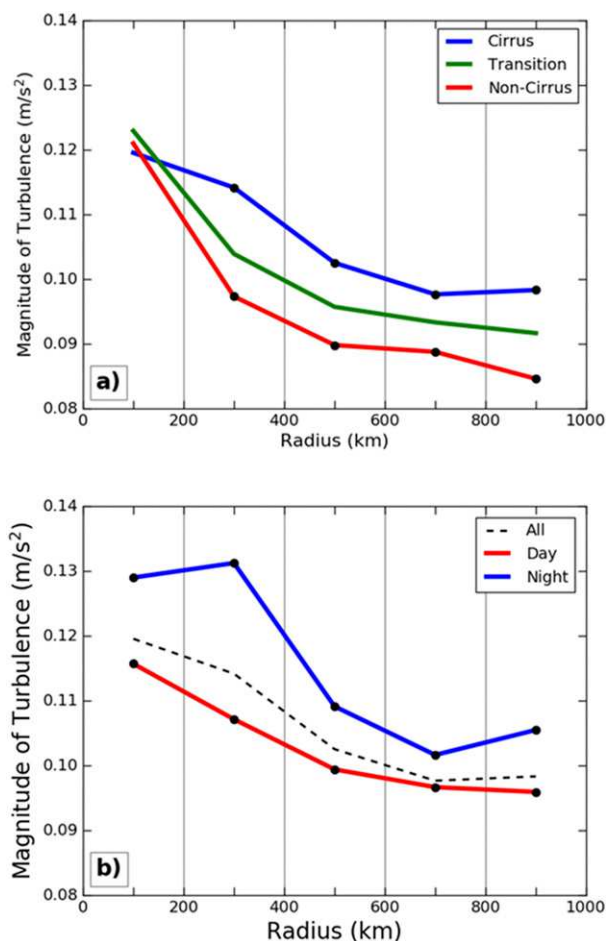 0.14
0.13
0.12
0.11
0.10
0.09
0.08
Magnitude of Turbulence (m/s²)
Cirrus
Transition
Non-Cirrus
a)
0 200 400 600 800 1000
Radius (km)
0.14
0.13
0.12
0.11
0.10
0.09
0.08
Magnitude of Turbulence (m/s²)
All
Day
Night
b)
0 200 400 600 800 1000
Radius (km)